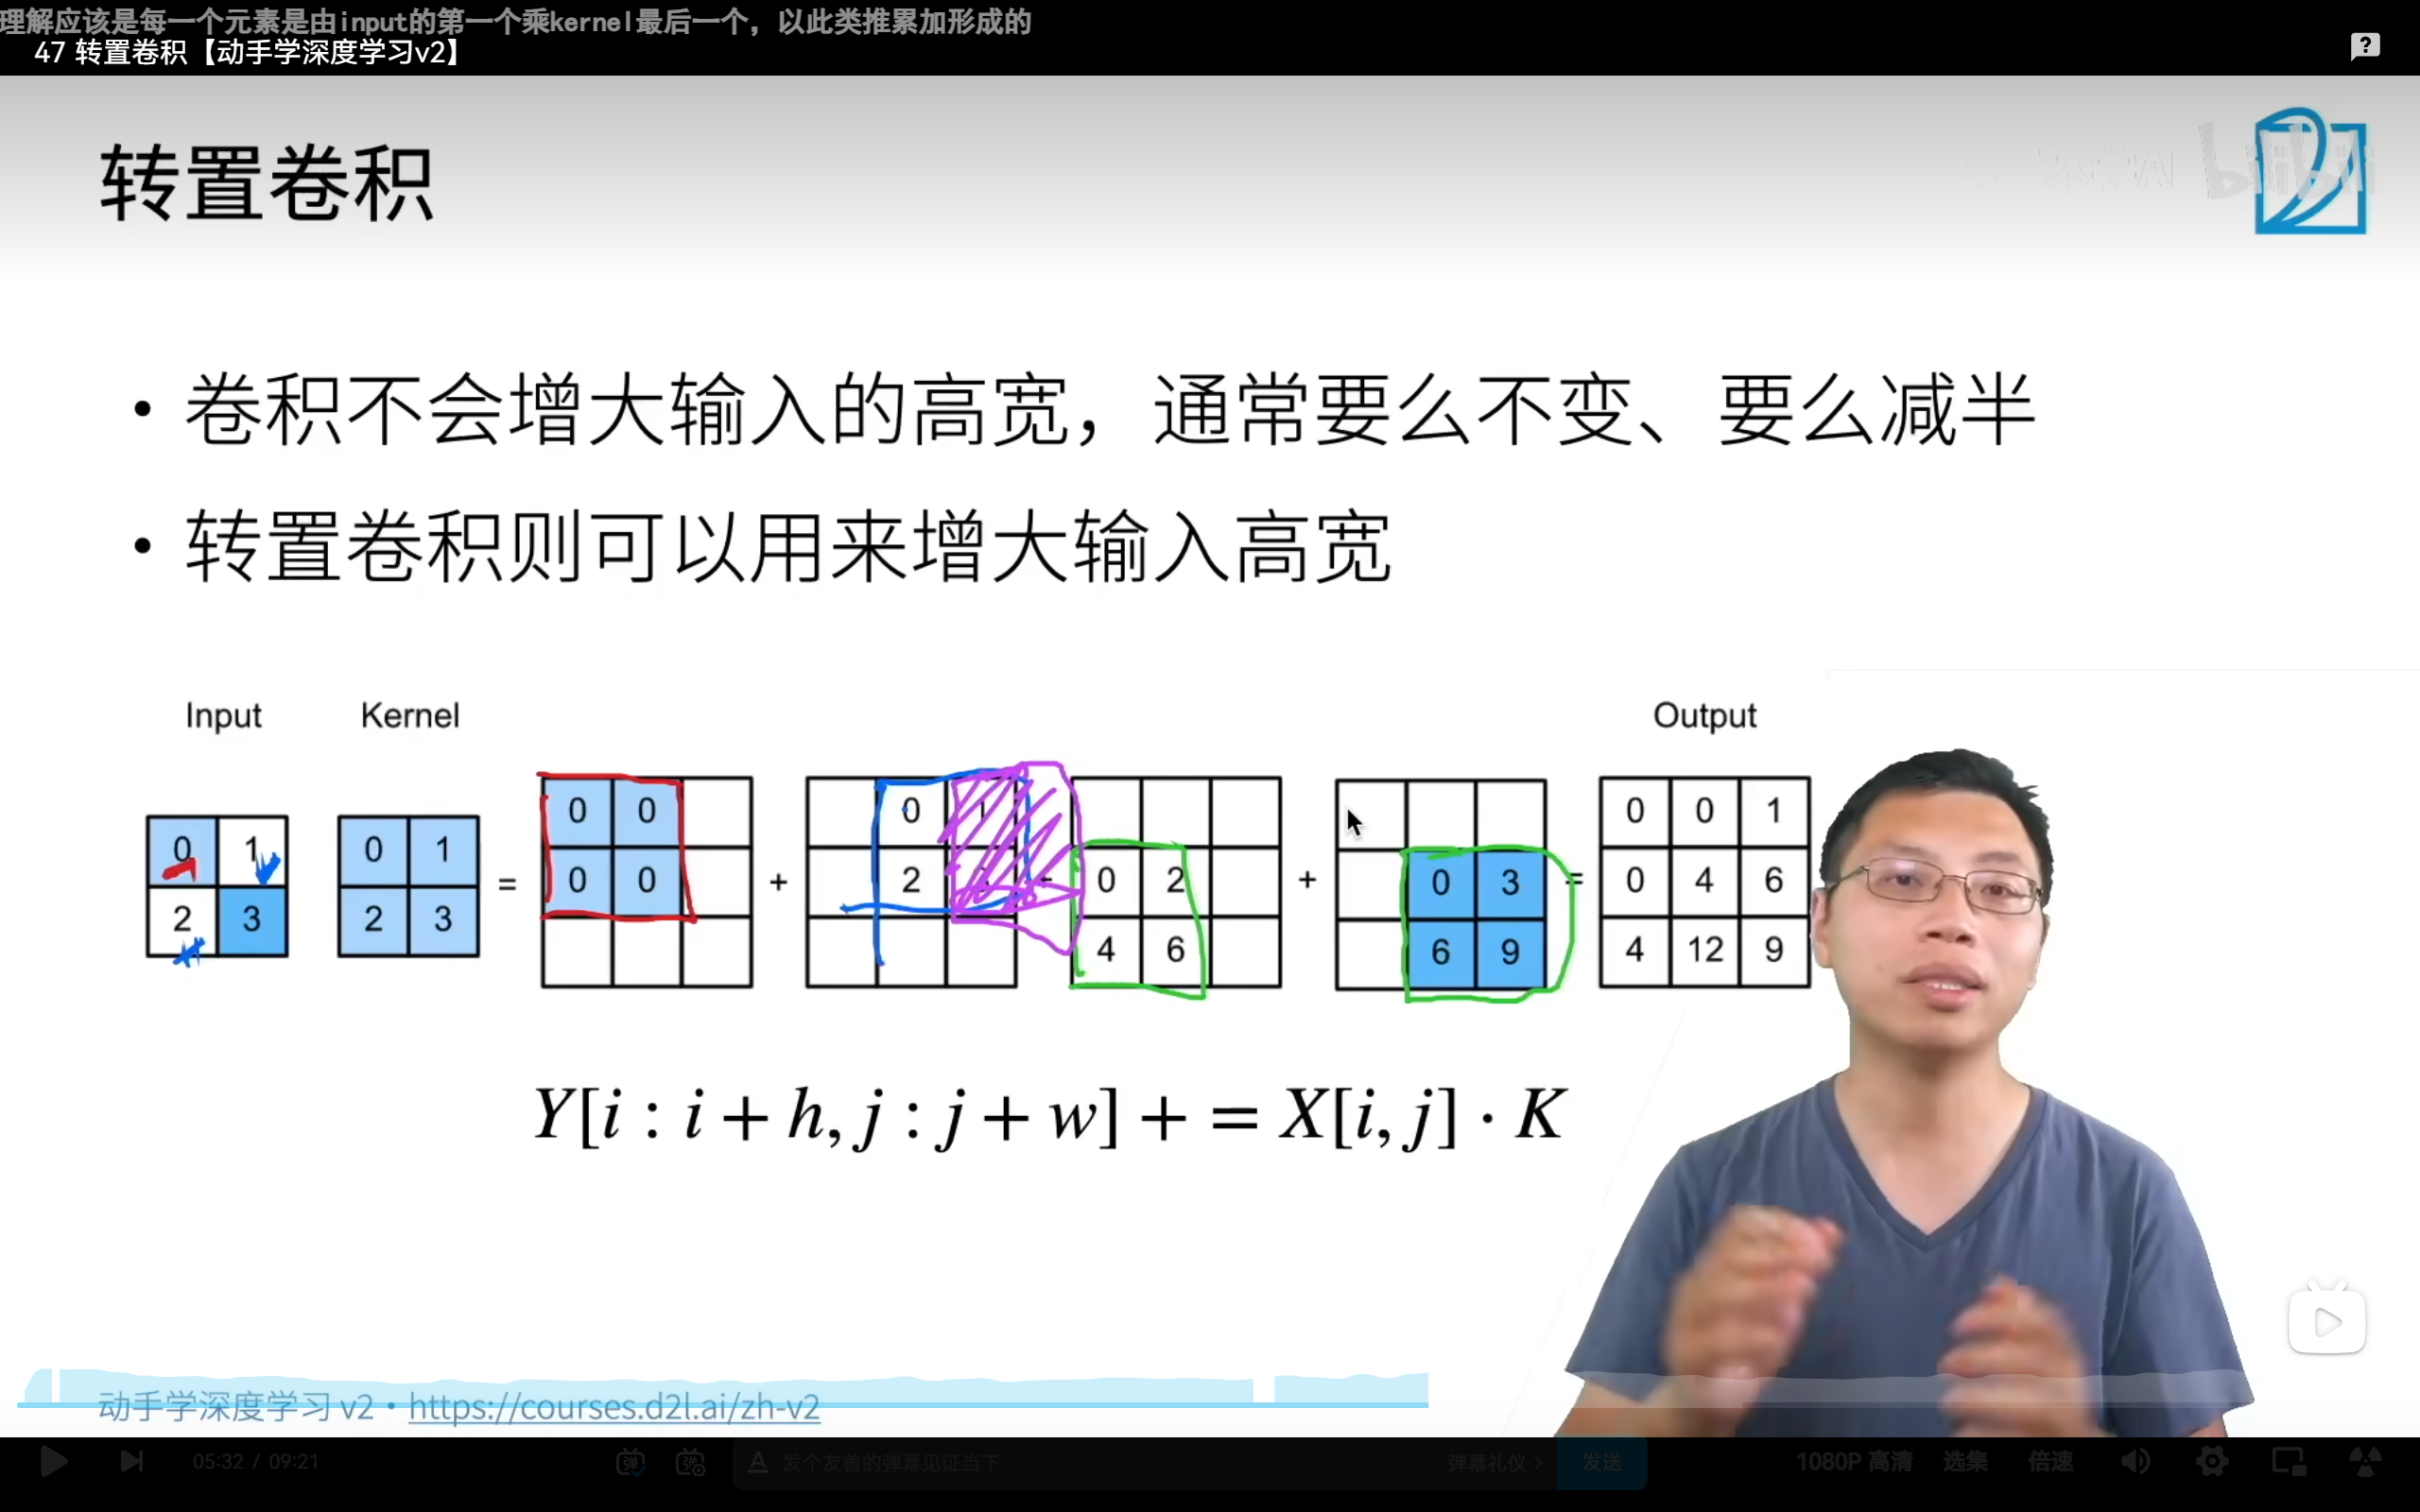 理解应该是每一个元素是由input的第一个乘kernel最后一个，以此类推累加形成的
47 转置卷积【动手学深度学习v2】
转置卷积
bilibili
• 卷积不会增大输入的高宽，通常要么不变、要么减半
• 转置卷积则可以用来增大输入高宽
Input Kernel Output
0 0 0 0 2 0 0 1
0 1 0 1 = 0 0 + 2 0 2 + 0 3 = 0 4 6
2 3 2 3 4 6 6 9 4 12 9
Y[i : i + h, j : j + w] + = X[i, j] · K
动手学深度学习 v2 • https://courses.d2l.ai/zh-v2
05:32 / 09:21 弹 弹 A 发个友善的弹幕见证当下 弹幕礼仪 > 发送 1080P 高清 选集 倍速